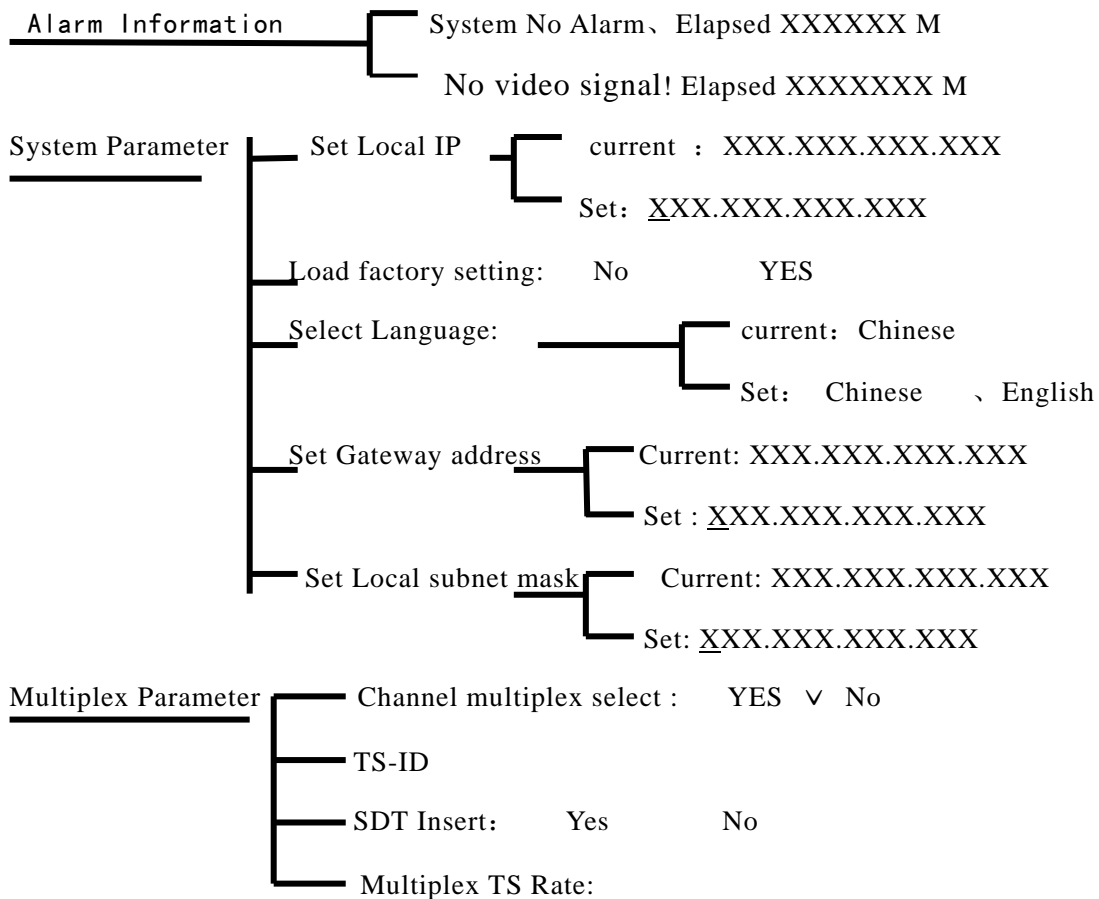 Alarm Information System No Alarm、Elapsed XXXXXX M
No video signal! Elapsed XXXXXXX M
System Parameter Set Local IP current ：XXX.XXX.XXX.XXX
Set：XXX.XXX.XXX.XXX
Load factory setting: No YES
Select Language: current：Chinese
Set： Chinese 、English
Set Gateway address Current: XXX.XXX.XXX.XXX
Set : XXX.XXX.XXX.XXX
Set Local subnet mask Current: XXX.XXX.XXX.XXX
Set: XXX.XXX.XXX.XXX
Multiplex Parameter Channel multiplex select : YES ∨ No
TS-ID
SDT Insert： Yes No
Multiplex TS Rate: